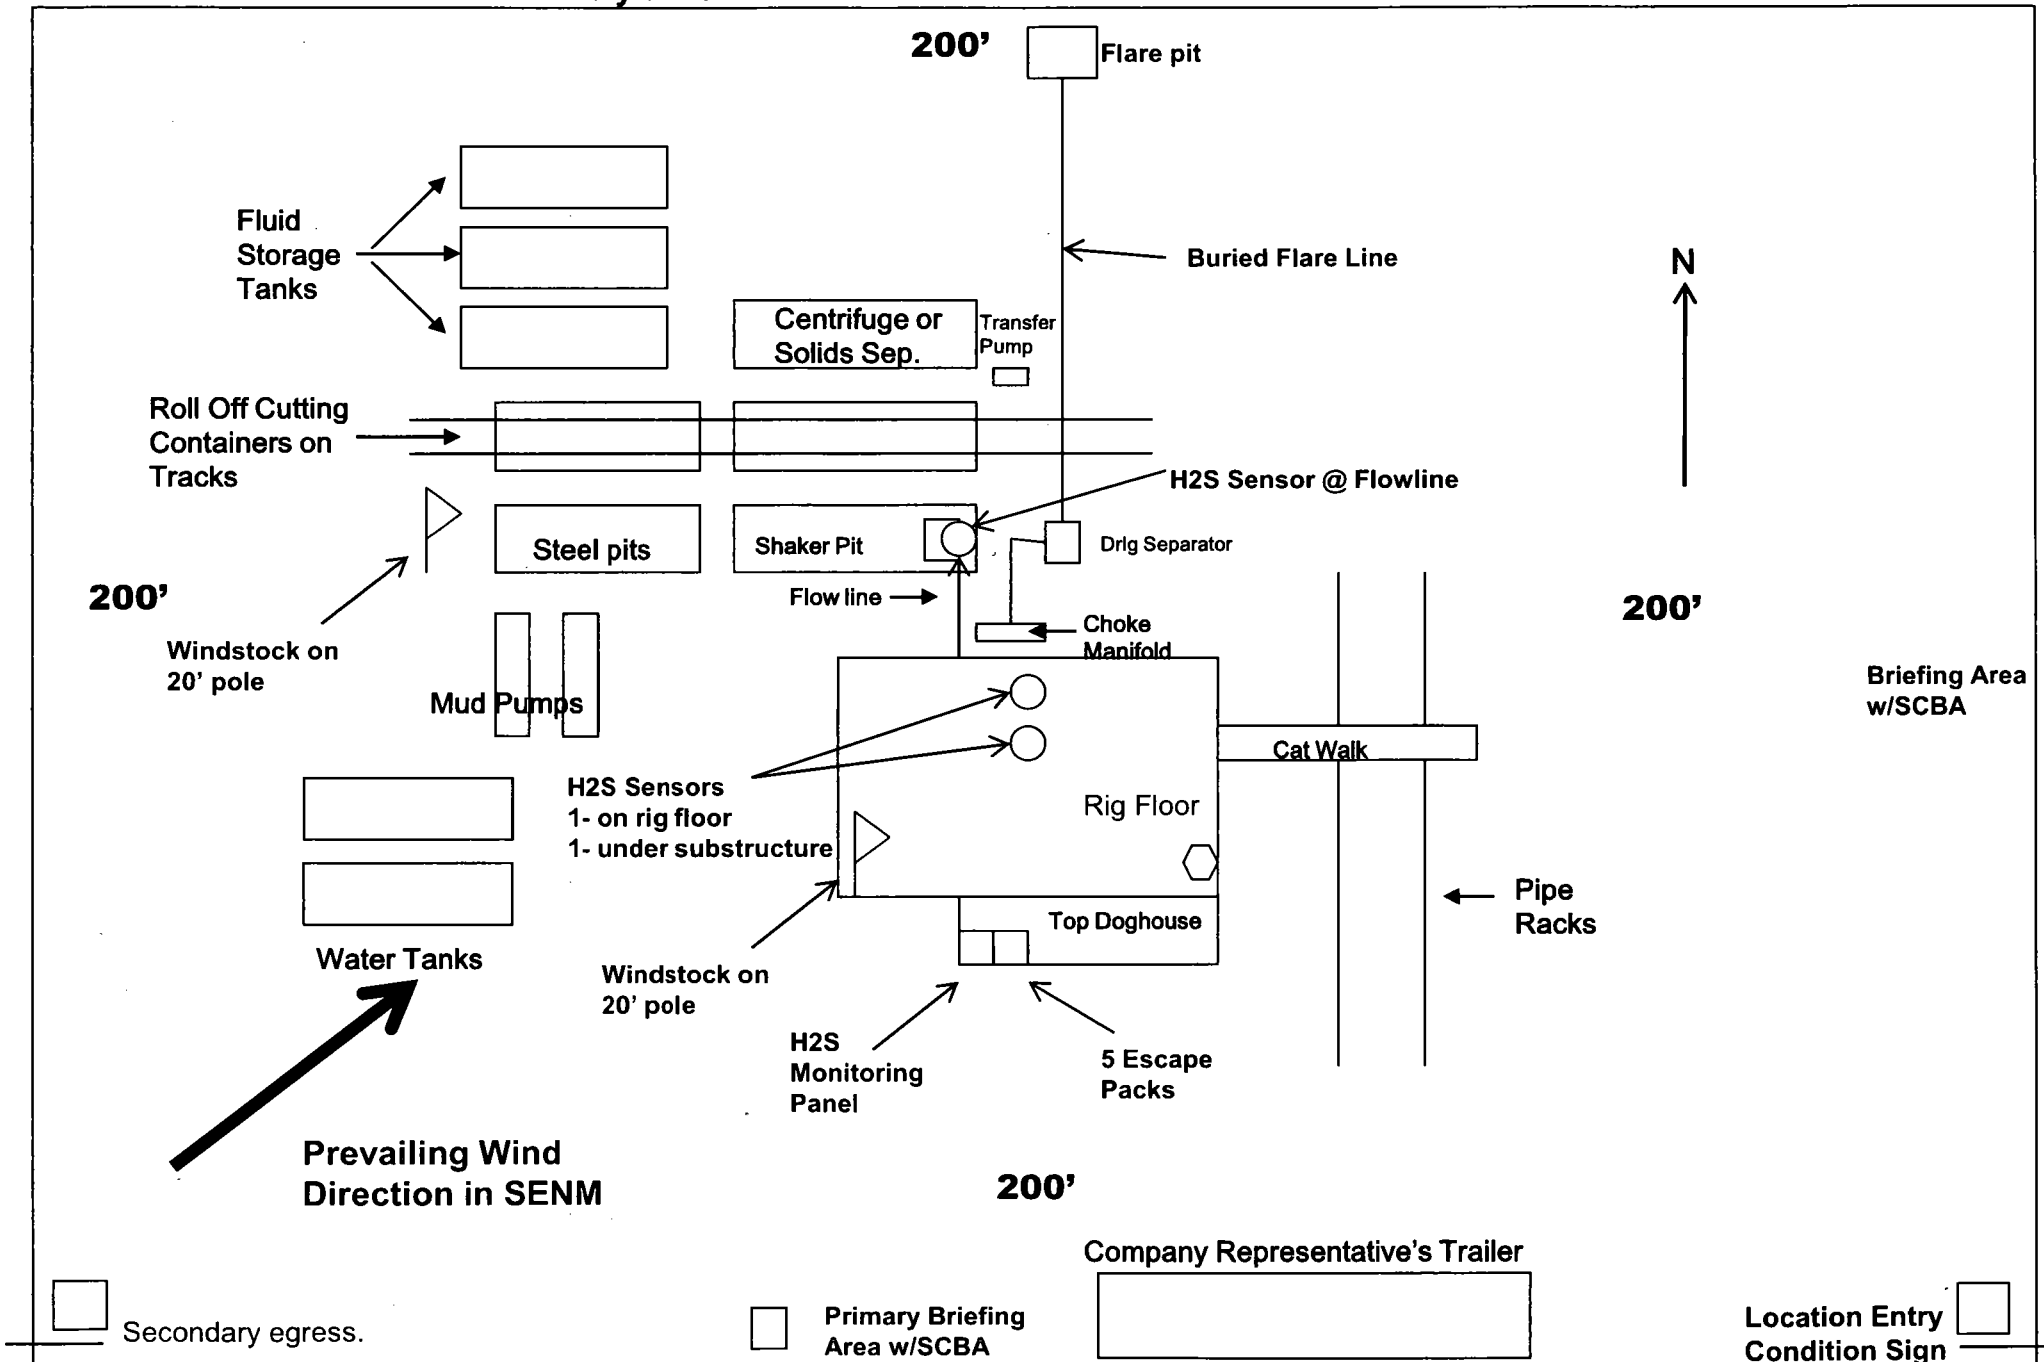 200’
Flare pit
Fluid
Storage
Tanks
Buried Flare Line
N
Centrifuge or
Solids Sep.
Transfer
Pump
Roll Off Cutting
Containers on
Tracks
H2S Sensor @ Flowline
Steel pits
Shaker Pit
Drlg Separator
200’
Flow line
200’
Choke
Manifold
Windstock on
20’ pole
Briefing Area
w/SCBA
Mud Pumps
Cat Walk
H2S Sensors
1- on rig floor
1- under substructure
Rig Floor
Pipe
Racks
Top Doghouse
Water Tanks
Windstock on
20’ pole
H2S
Monitoring
Panel
5 Escape
Packs
Prevailing Wind
Direction in SENM
200’
Company Representative’s Trailer
Secondary egress.
Primary Briefing
Area w/SCBA
Location Entry
Condition Sign